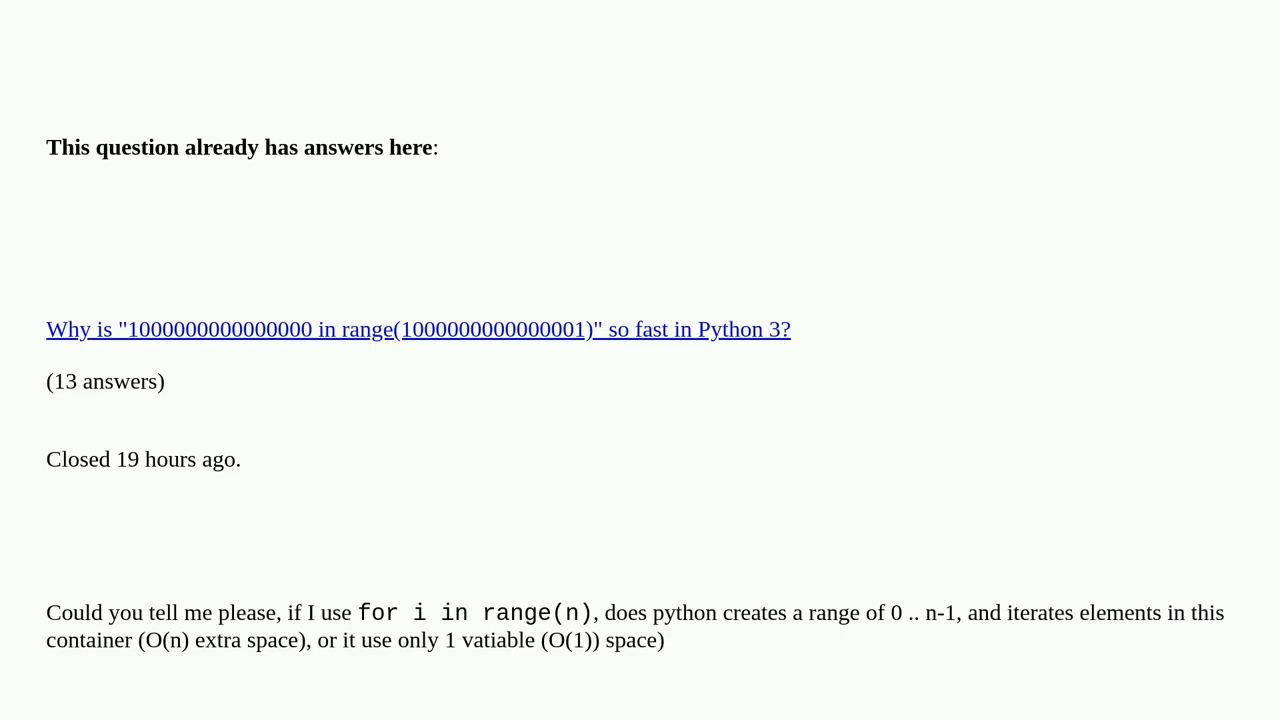 This question already has answers here:
Why is "1000000000000000 in range(1000000000000001)" so fast in Python 3?
(13 answers)
Closed 19 hours ago.
Could you tell me please, if I use for i in range(n), does python creates a range of 0 .. n-1, and iterates elements in this
container (O(n) extra space), or it use only 1 vatiable (O(1)) space)